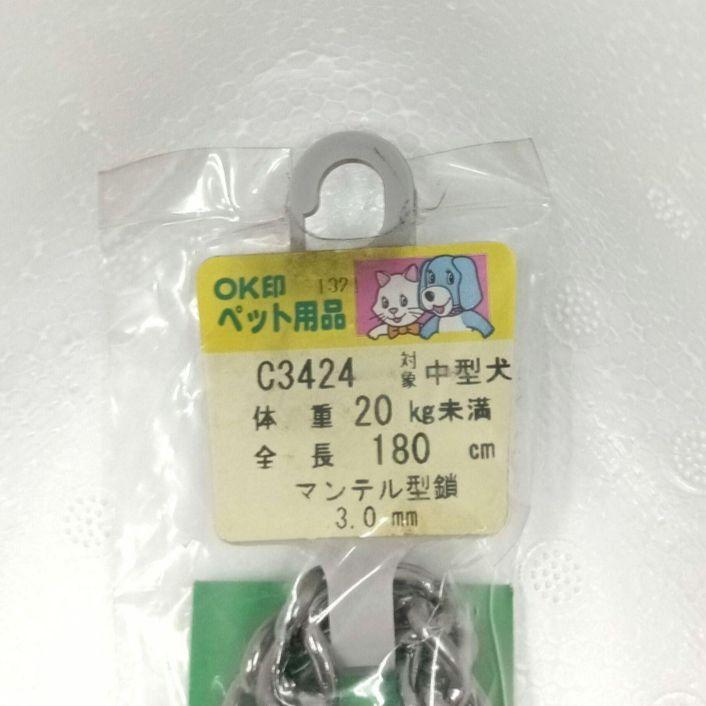 OK印
ペット用品
C3424 対象 中型犬
体重 20 kg未満
全長 180 cm
マンテル型鎖
3.0 mm